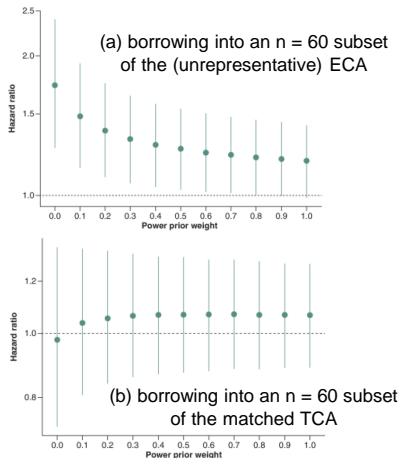 2.5
(a) borrowing into an n = 60 subset
of the (unrepresentative) ECA
2.0
Hazard ratio
1.5
1.0
0.0 0.1 0.2 0.3 0.4 0.5 0.6 0.7 0.8 0.9 1.0
Power prior weight
1.2
Hazard ratio
1.0
0.8
(b) borrowing into an n = 60 subset
of the matched TCA
0.0 0.1 0.2 0.3 0.4 0.5 0.6 0.7 0.8 0.9 1.0
Power prior weight